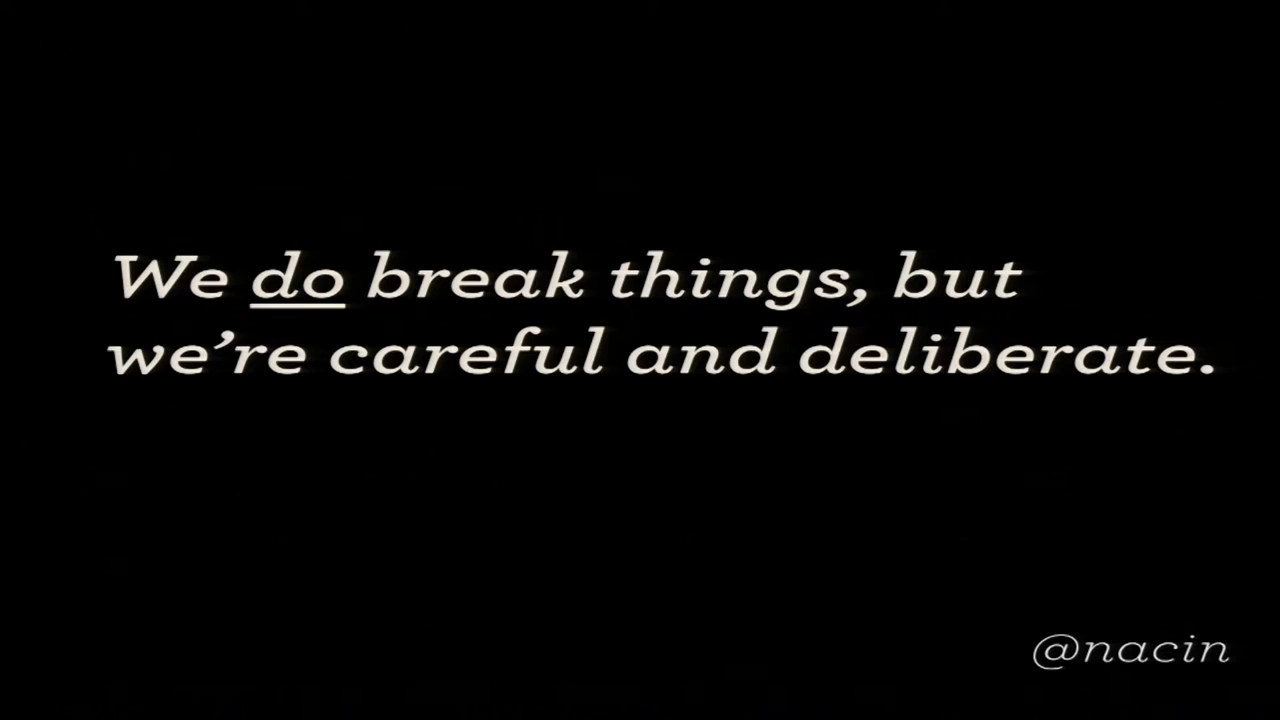 We do break things, but
we’re careful and deliberate.
@nacin